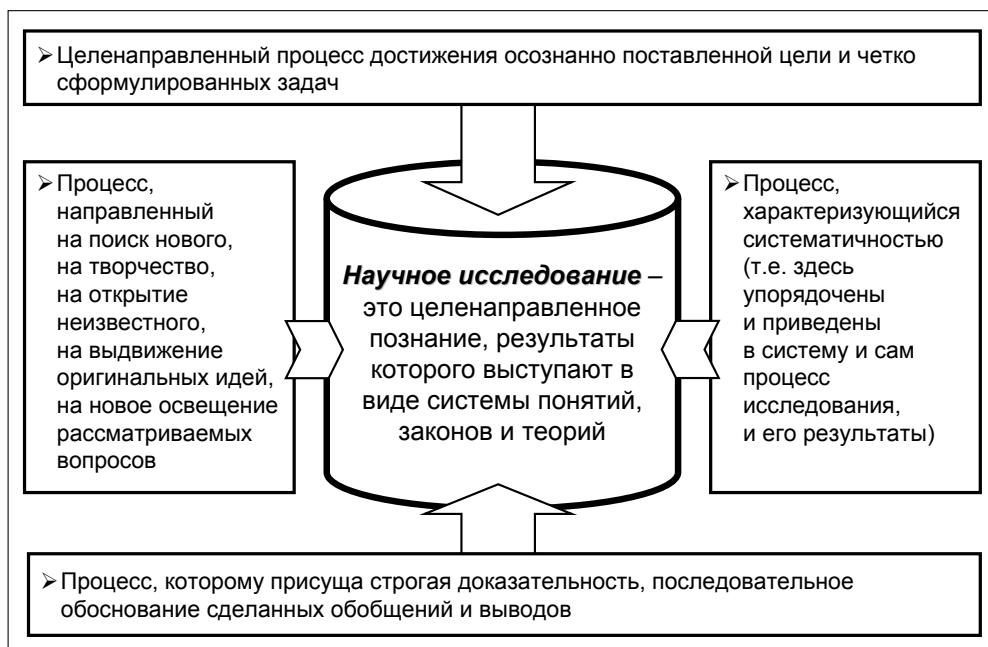 ➢ Целенаправленный процесс достижения осознанно поставленной цели и четко
сформулированных задач
➢ Процесс,
направленный
на поиск нового,
на творчество,
на открытие
неизвестного,
на выдвижение
оригинальных идей,
на новое освещение
рассматриваемых
вопросов
Научное исследование –
это целенаправленное
познание, результаты
которого выступают в
виде системы понятий,
законов и теорий
➢ Процесс,
характеризующийся
систематичностью
(т.е. здесь
упорядочены
и приведены
в систему и сам
процесс
исследования,
и его результаты)
➢ Процесс, которому присуща строгая доказательность, последовательное
обоснование сделанных обобщений и выводов